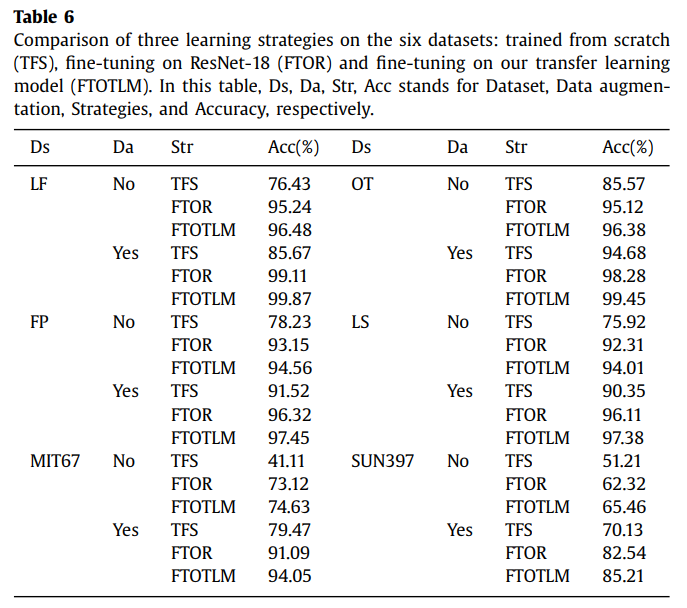 Table 6
Comparison of three learning strategies on the six datasets: trained from scratch
(TFS), fine-tuning on ResNet-18 (FTOR) and fine-tuning on our transfer learning
model (FTOTLM). In this table, Ds, Da, Str, Acc stands for Dataset, Data augmen-
tation, Strategies, and Accuracy, respectively.
Ds Da Str Acc(%) Ds Da Str Acc(%)
LF No TFS 76.43 OT No TFS 85.57
FTOR 95.24 FTOR 95.12
FTOTLM 96.48 FTOTLM 96.38
Yes TFS 85.67 Yes TFS 94.68
FTOR 99.11 FTOR 98.28
FTOTLM 99.87 FTOTLM 99.45
FP No TFS 78.23 LS No TFS 75.92
FTOR 93.15 FTOR 92.31
FTOTLM 94.56 FTOTLM 94.01
Yes TFS 91.52 Yes TFS 90.35
FTOR 96.32 FTOR 96.11
FTOTLM 97.45 FTOTLM 97.38
MIT67 No TFS 41.11 SUN397 No TFS 51.21
FTOR 73.12 FTOR 62.32
FTOTLM 74.63 FTOTLM 65.46
Yes TFS 79.47 Yes TFS 70.13
FTOR 91.09 FTOR 82.54
FTOTLM 94.05 FTOTLM 85.21